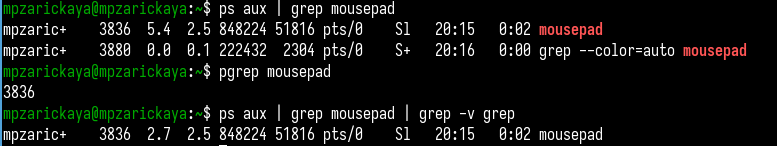 mpzarickaya@mpzarickaya:~$ ps aux | grep mousepad
mpzaric+    3836  5.4  2.5 848224 51816 pts/0    Sl   20:15   0:02 mousepad
mpzaric+    3880  0.0  0.1 222432  2304 pts/0    S+   20:16   0:00 grep --color=auto mousepad
mpzarickaya@mpzarickaya:~$ pgrep mousepad
3836
mpzarickaya@mpzarickaya:~$ ps aux | grep mousepad | grep -v grep
mpzaric+    3836  2.7  2.5 848224 51816 pts/0    Sl   20:15   0:02 mousepad